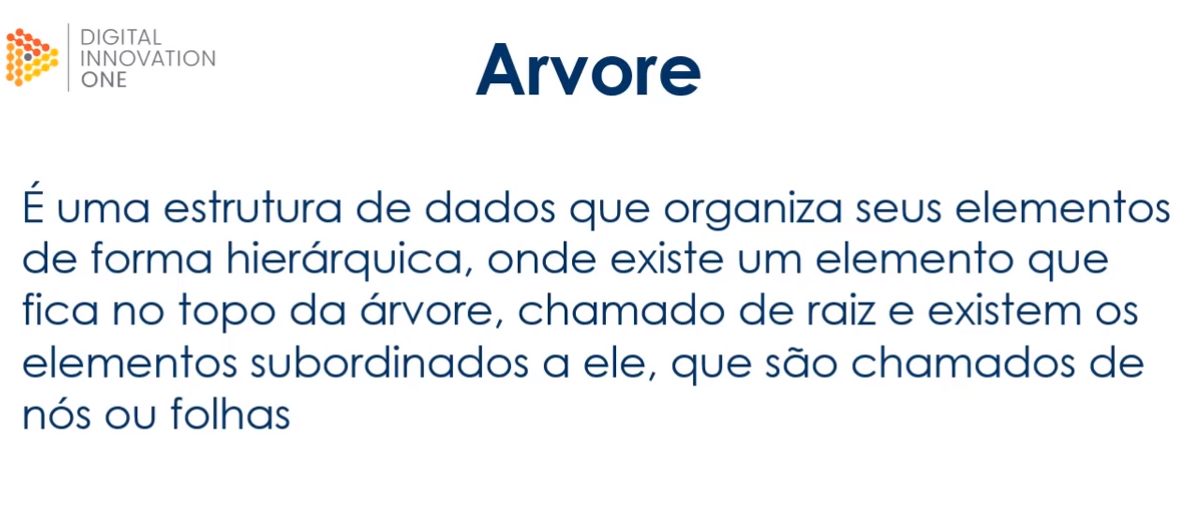 DIGITAL
INNOVATION
ONE
Arvore
É uma estrutura de dados que organiza seus elementos
de forma hierárquica, onde existe um elemento que
fica no topo da árvore, chamado de raiz e existem os
elementos subordinados a ele, que são chamados de
nós ou folhas